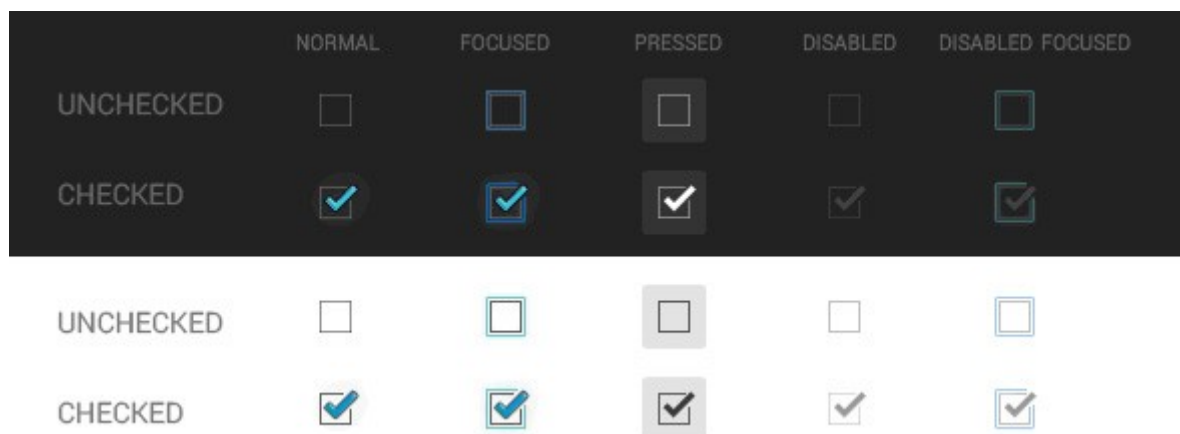 NORMAL FOCUSED PRESSED DISABLED DISABLED FOCUSED
UNCHECKED
CHECKED
UNCHECKED
CHECKED